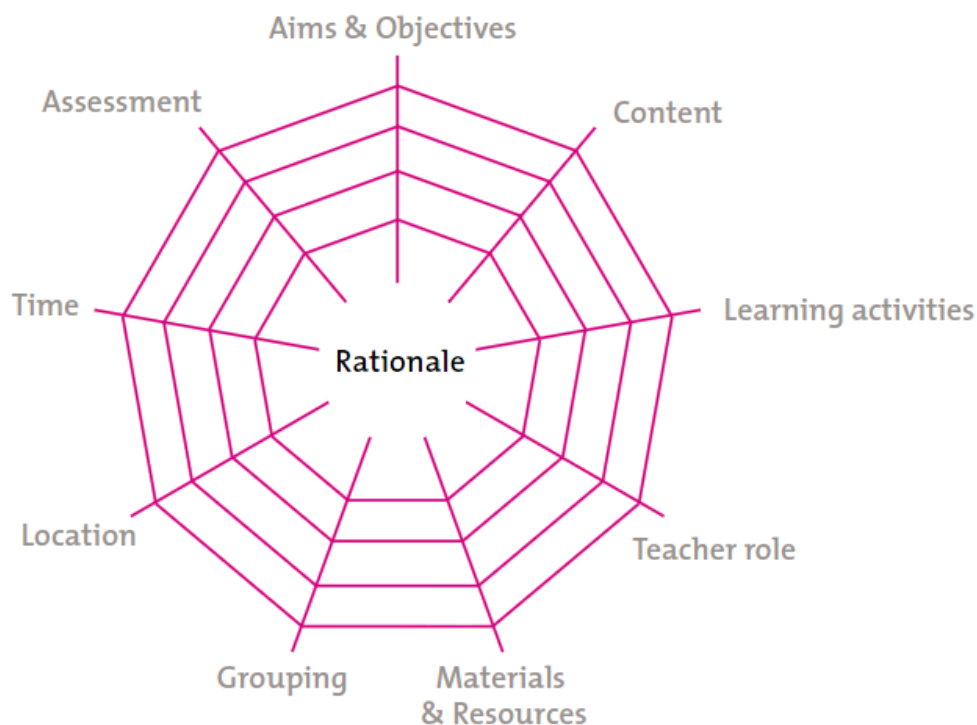 Aims & Objectives
Assessment
Content
Time
Learning activities
Rationale
Location
Teacher role
Grouping
Materials
& Resources